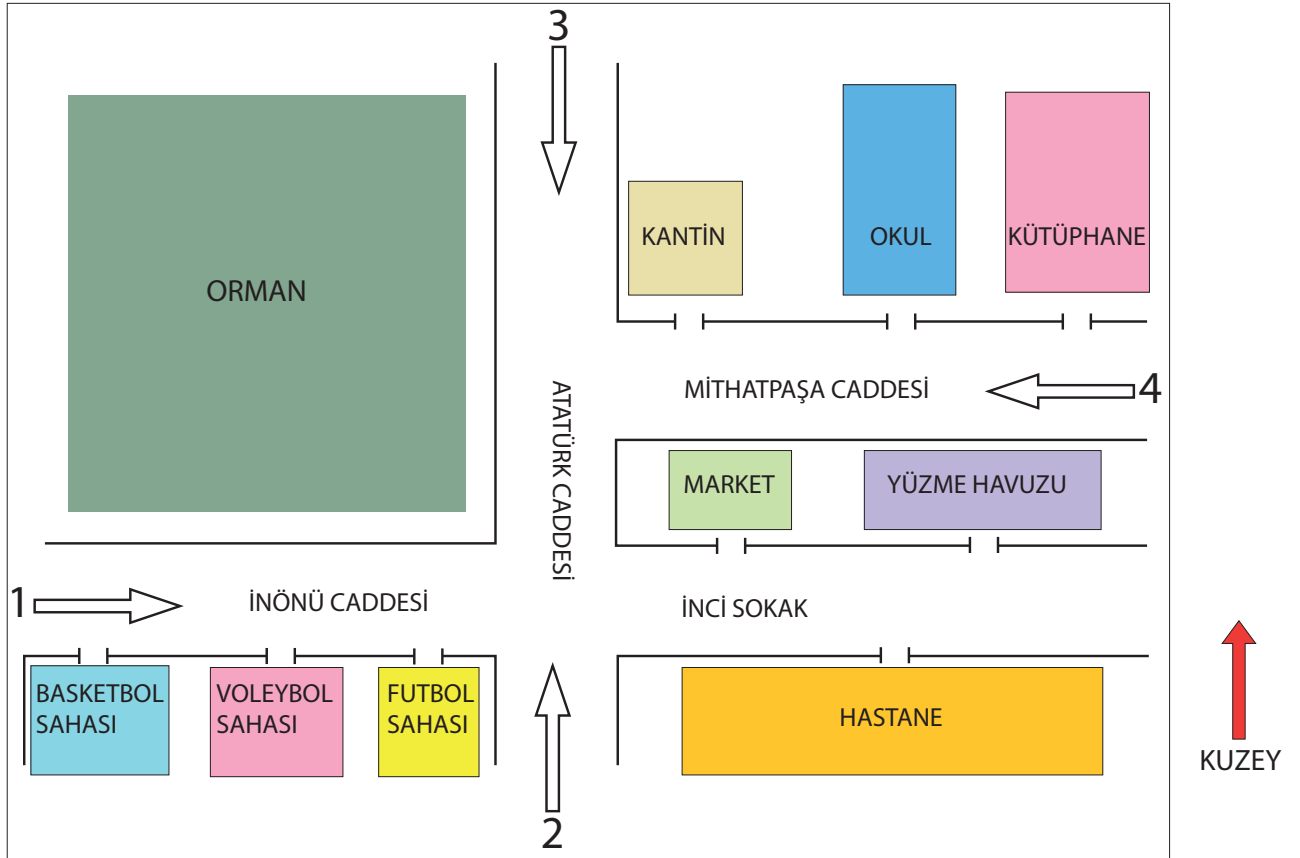 3
KANTİN
OKUL
KÜTÜPHANE
ORMAN
ATATÜRK CADDESİ
MİTHATPAŞA CADDESİ
4
MARKET
YÜZME HAVUZU
1
İNÖNÜ CADDESİ
İNCİ SOKAK
BASKETBOL
SAHASI
VOLEYBOL
SAHASI
FUTBOL
SAHASI
HASTANE
KUZEY
2